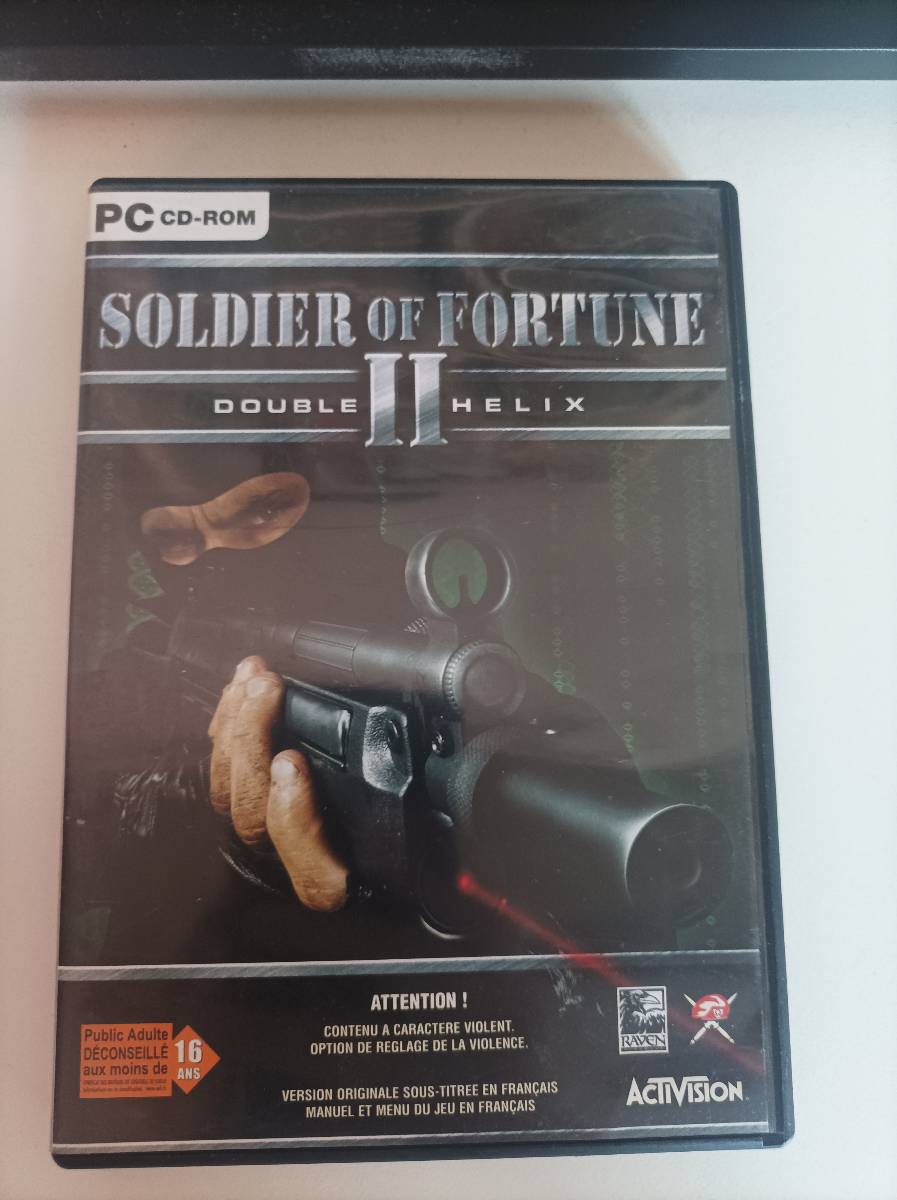 PC CD-ROM
SOLDIER OF FORTUNE
II
DOUBLE HELIX
ATTENTION !
CONTENU A CARACTERE VIOLENT.
OPTION DE REGLAGE DE LA VIOLENCE.
Public Adulte
DÉCONSEILLÉ
aux moins de
16
ANS
VERSION ORIGINALE SOUS-TITREE EN FRANÇAIS
MANUEL ET MENU DU JEU EN FRANÇAIS
RAVEN
ACTIVISION